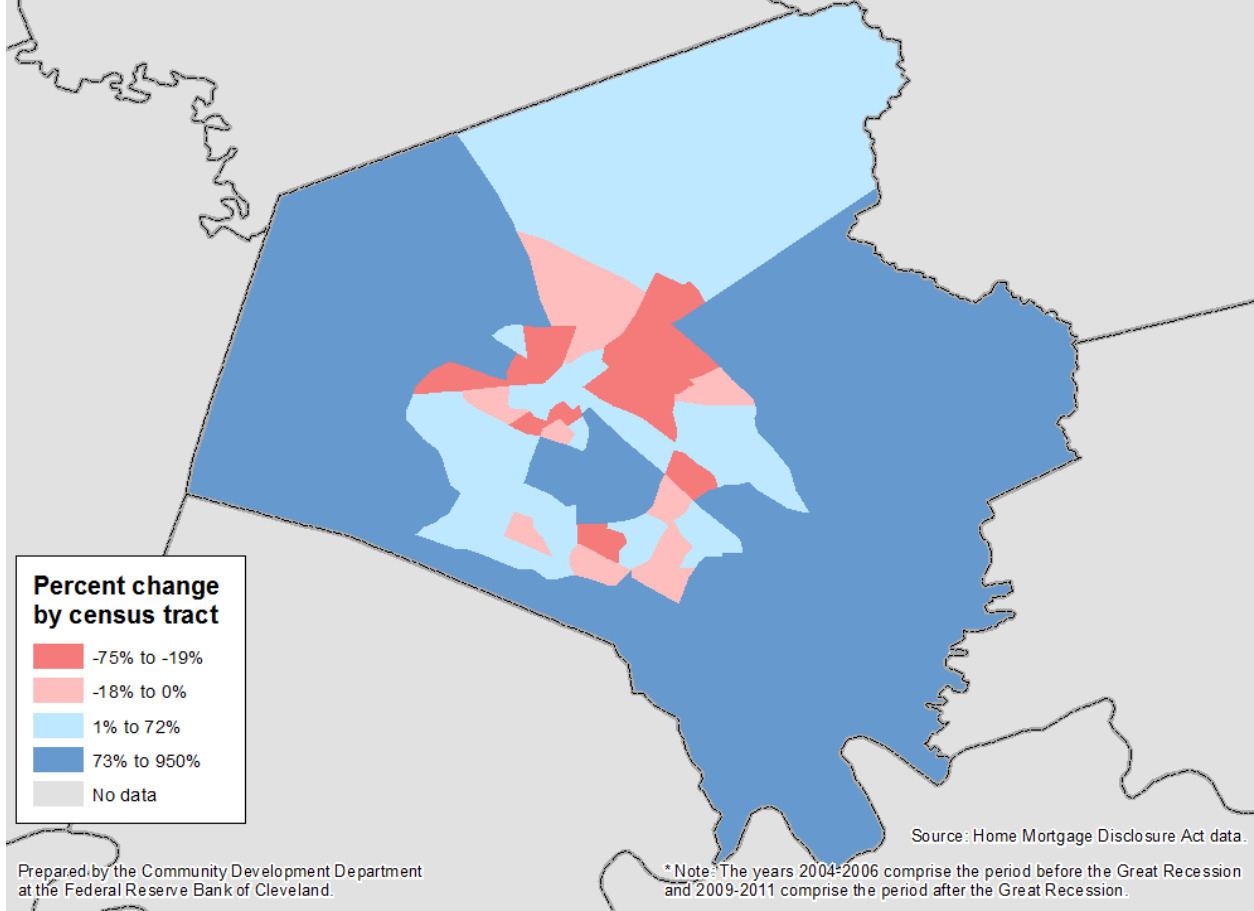 Percent change
by census tract
-75% to -19%
-18% to 0%
1% to 72%
73% to 950%
No data
Source: Home Mortgage Disclosure Act data.
Prepared by the Community Development Department
at the Federal Reserve Bank of Cleveland.
* Note: The years 2004-2006 comprise the period before the Great Recession
and 2009-2011 comprise the period after the Great Recession.